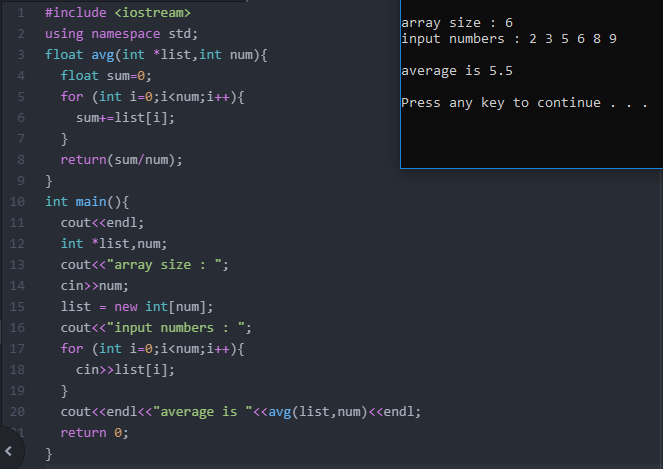 1 #include <iostream>
2 using namespace std;
3 float avg(int *list,int num){
4 float sum=0;
5 for (int i=0;i<num;i++){
6 sum+=list[i];
7 }
8 return(sum/num);
9 }
10 int main(){
11 cout<<endl;
12 int *list,num;
13 cout<<"array size : ";
14 cin>>num;
15 list = new int[num];
16 cout<<"input numbers : ";
17 for (int i=0;i<num;i++){
18 cin>>list[i];
19 }
20 cout<<endl<<"average is "<<avg(list,num)<<endl;
1 return 0;
}
array size : 6
input numbers : 2 3 5 6 8 9
average is 5.5
Press any key to continue . . .